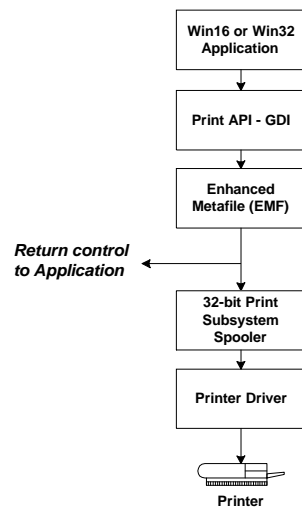 Win16 or Win32
Application
Print API - GDI
Enhanced
Metafile (EMF)
Return control
to Application
32-bit Print
Subsystem
Spooler
Printer Driver
Printer